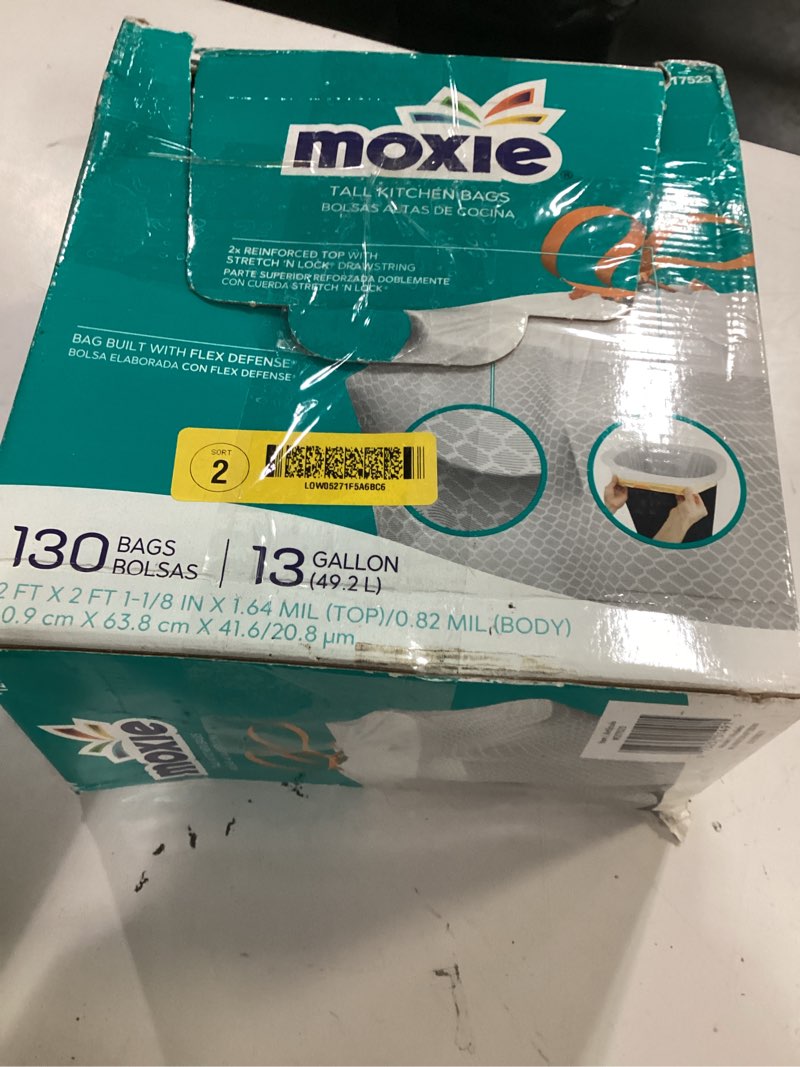 17523
moxie®
TALL KITCHEN BAGS
BOLSAS ALTAS DE COCINA
2x REINFORCED TOP WITH
STRETCH 'N LOCK® DRAWSTRING
PARTE SUPERIOR REFORZADA DOBLEMENTE
CON CUERDA STRETCH 'N LOCK®
BAG BUILT WITH FLEX DEFENSE®
BOLSA ELABORADA CON FLEX DEFENSE®
SORT
2
LOW05271F5A68C6
130 BAGS
BOLSAS
13 GALLON
(49.2 L)
2 FT X 2 FT 1-1/8 IN X 1.64 MIL (TOP)/0.82 MIL (BODY)
0.9 cm X 63.8 cm X 41.6/20.8 µm
moxie